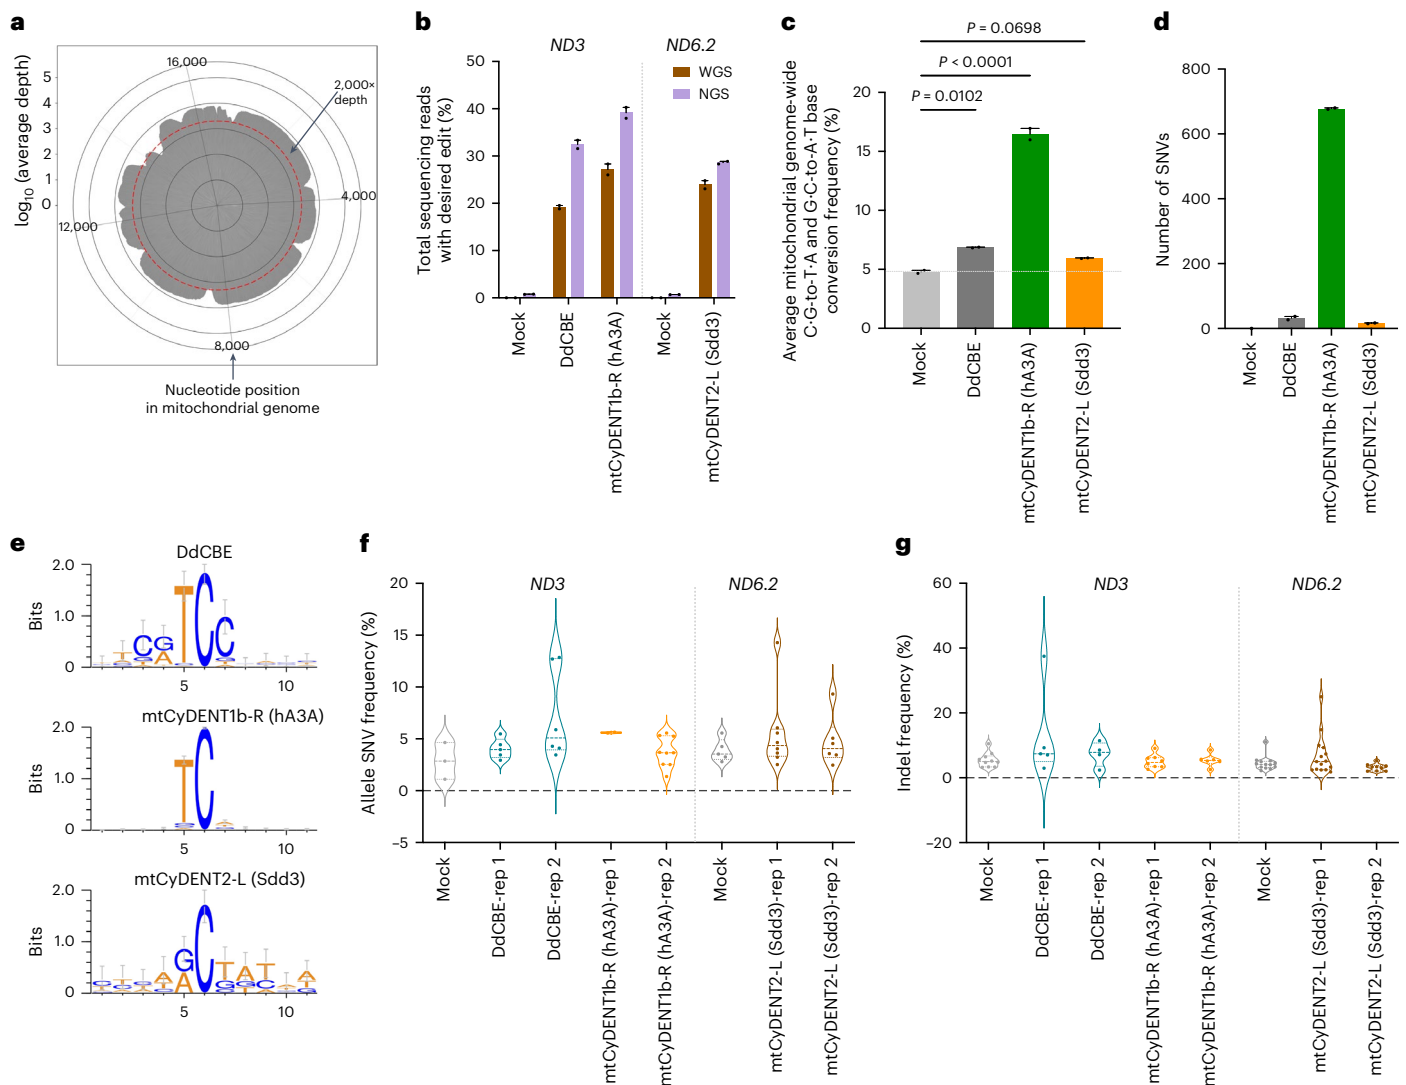 a
log10 (average depth)
5
4
3
2
1
0
16,000
2,000×
depth
4,000
12,000
8,000
Nucleotide position
in mitochondrial genome
b
ND3
ND6.2
WGS
NGS
Total sequencing reads
with desired edit (%)
50
40
30
20
10
0
Mock
DdCBE
mtCyDENT1b-R (hA3A)
Mock
mtCyDENT2-L (Sdd3)
c
P = 0.0698
P < 0.0001
P = 0.0102
Average mitochondrial genome-wide
C·G-to-T·A and G·C-to-A·T base
conversion frequency (%)
20
15
10
5
0
Mock
DdCBE
mtCyDENT1b-R (hA3A)
mtCyDENT2-L (Sdd3)
d
Number of SNVs
800
600
400
200
0
Mock
DdCBE
mtCyDENT1b-R (hA3A)
mtCyDENT2-L (Sdd3)
e
DdCBE
Bits
2.0
1.0
0
5
10
mtCyDENT1b-R (hA3A)
Bits
2.0
1.0
0
5
10
mtCyDENT2-L (Sdd3)
Bits
2.0
1.0
0
5
10
f
ND3
ND6.2
Allele SNV frequency (%)
20
15
10
5
0
–5
Mock
DdCBE-rep 1
DdCBE-rep 2
mtCyDENT1b-R (hA3A)-rep 1
mtCyDENT1b-R (hA3A)-rep 2
Mock
mtCyDENT2-L (Sdd3)-rep 1
mtCyDENT2-L (Sdd3)-rep 2
g
ND3
ND6.2
Indel frequency (%)
60
40
20
0
–20
Mock
DdCBE-rep 1
DdCBE-rep 2
mtCyDENT1b-R (hA3A)-rep 1
mtCyDENT1b-R (hA3A)-rep 2
Mock
mtCyDENT2-L (Sdd3)-rep 1
mtCyDENT2-L (Sdd3)-rep 2